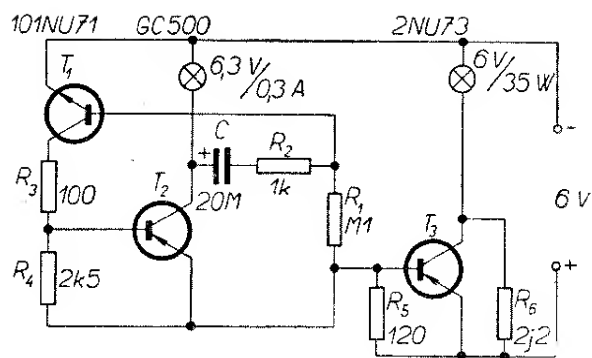 101NU71 GC500 2NU73
T1
6,3 V/0,3 A
6V/35 W
-
+ C
R2
20M
1k
R3
100
T2
R1
M1
T3
6 V
+
R4
2k5
R5
120
R6
2j2